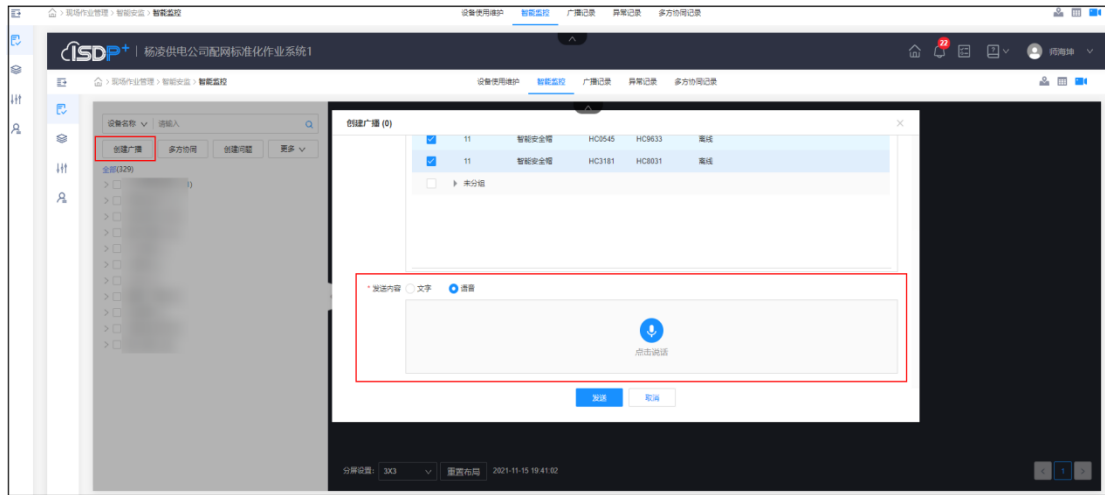 现场作业管理 > 智能安监 > 智能监控 设备使用维护 智能监控 广播记录 异常记录 多方协同记录
ISDP+ 杨凌供电公司配网标准化作业系统1 22 师海坤
现场作业管理 > 智能安监 > 智能监控 设备使用维护 智能监控 广播记录 异常记录 多方协同记录
设备名称 请输入
创建广播 多方协同 创建问题 更多
全部(329)
创建广播 (0)
11 智能安全帽 HC0545 HC9633 离线
11 智能安全帽 HC3181 HC8031 离线
未分组
* 发送内容 文字 语音
点击说话
发送 取消
分屏设置: 3X3 重置布局 2021-11-15 19:41:02 < 1 >